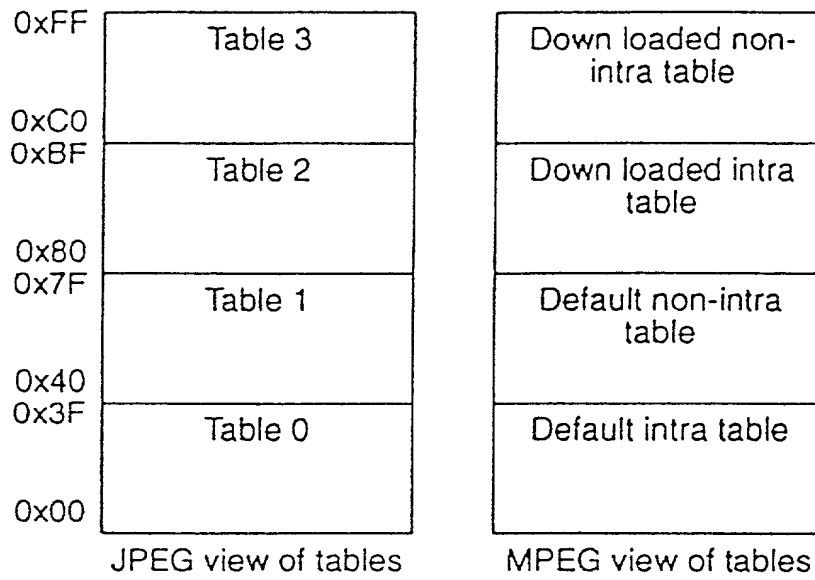 0xFF
Table 3
Down loaded non-
intra table
0xC0
0xBF
Table 2
Down loaded intra
table
0x80
0x7F
Table 1
Default non-intra
table
0x40
0x3F
Table 0
Default intra table
0x00
JPEG view of tables
MPEG view of tables